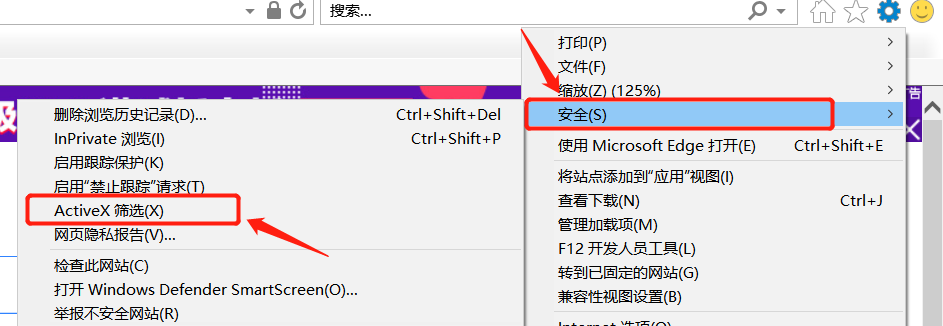 搜索...
打印(P)
文件(F)
缩放(Z) (125%)
安全(S)
使用 Microsoft Edge 打开(E) Ctrl+Shift+E
将站点添加到“应用”视图(I)
查看下载(N) Ctrl+J
管理加载项(M)
F12 开发人员工具(L)
转到已固定的网站(G)
兼容性视图设置(B)
删除浏览历史记录(D)... Ctrl+Shift+Del
InPrivate 浏览(I) Ctrl+Shift+P
启用跟踪保护(K)
启用“禁止跟踪”请求(T)
ActiveX 筛选(X)
网页隐私报告(V)...
检查此网站(C)
打开 Windows Defender SmartScreen(O)...
举报不安全网站(R)